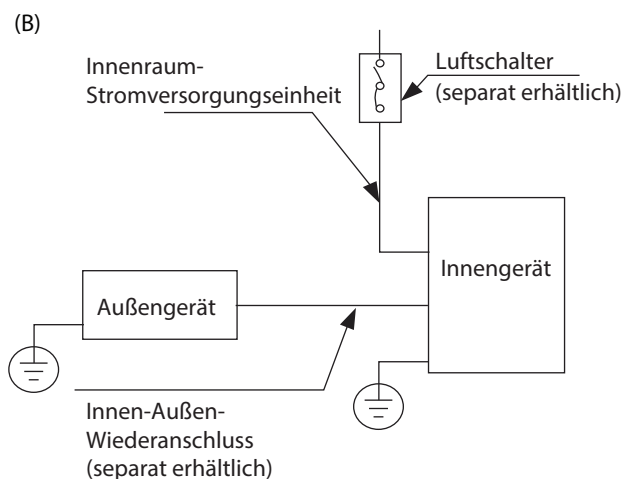 (B)
Innenraum-
Stromversorgungseinheit
Luftschalter
(separat erhältlich)
Innengerät
Außengerät
Innen-Außen-
Wiederanschluss
(separat erhältlich)